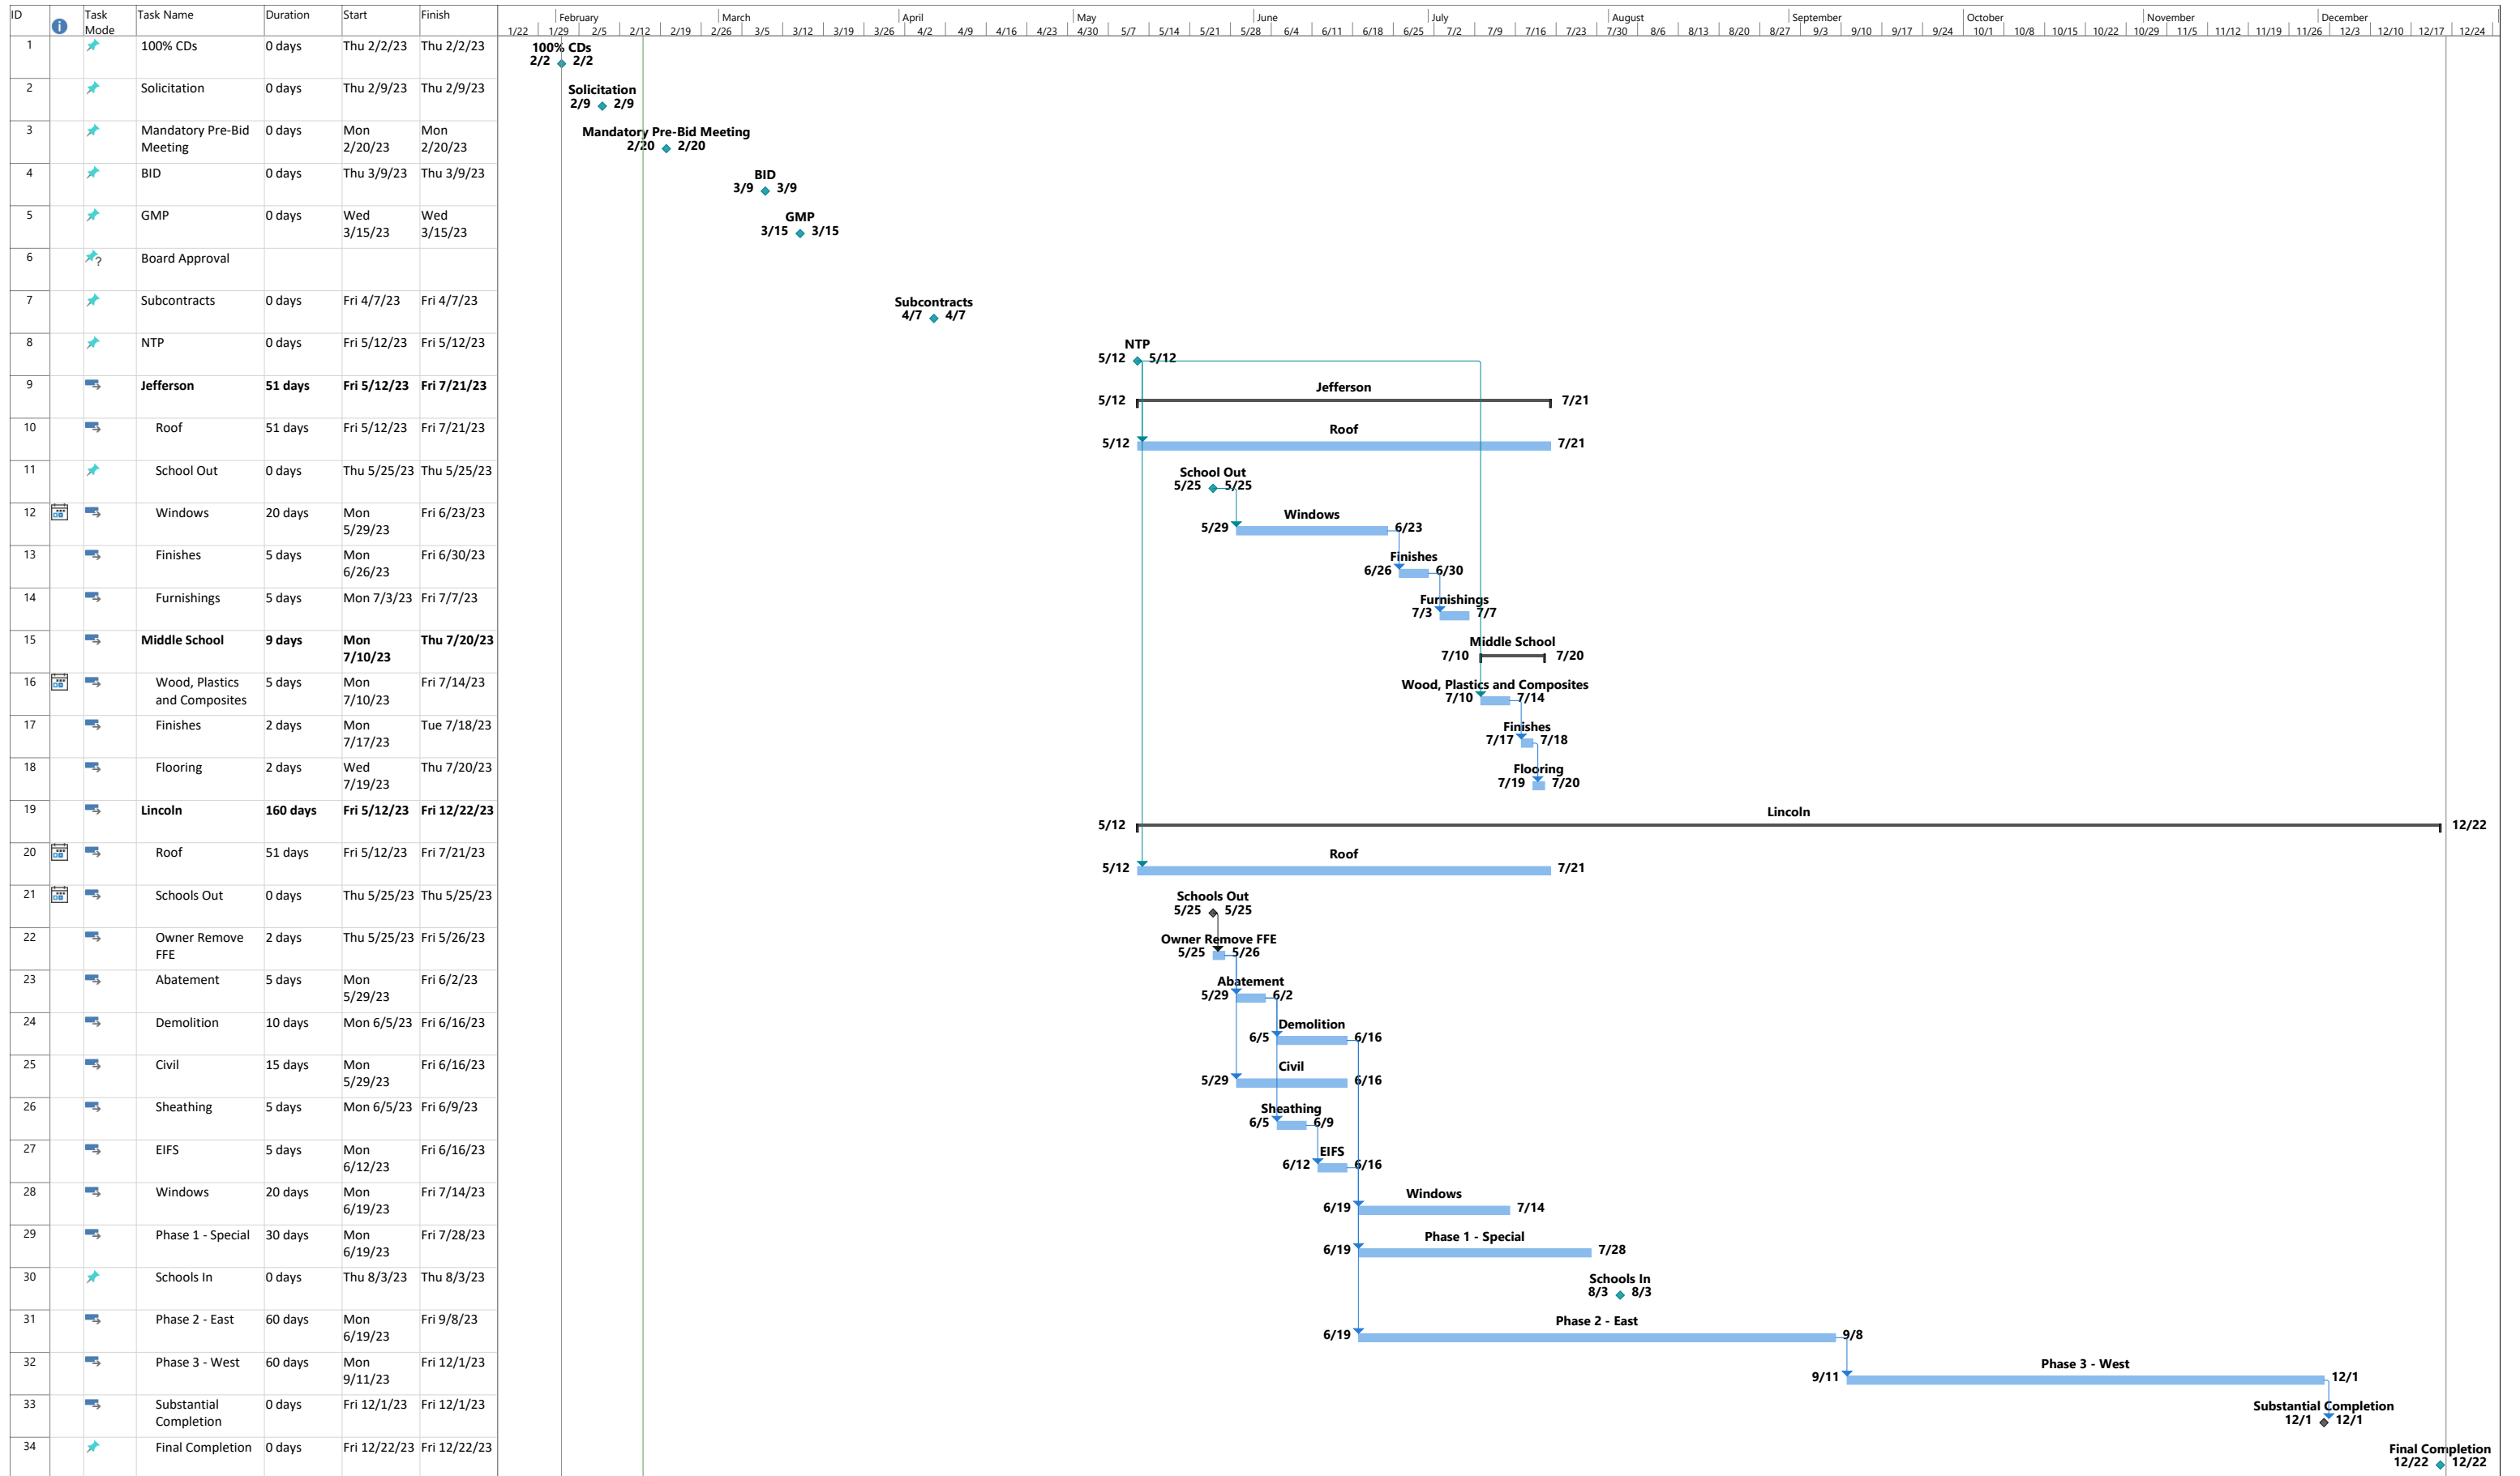 ID Task Mode Task Name Duration Start Finish
February March April May June July August September October November December
1/22 1/29 2/5 2/12 2/19 2/26 3/5 3/12 3/19 3/26 4/2 4/9 4/16 4/23 4/30 5/7 5/14 5/21 5/28 6/4 6/11 6/18 6/25 7/2 7/9 7/16 7/23 7/30 8/6 8/13 8/20 8/27 9/3 9/10 9/17 9/24 10/1 10/8 10/15 10/22 10/29 11/5 11/12 11/19 11/26 12/3 12/10 12/17 12/24
1 100% CDs 0 days Thu 2/2/23 Thu 2/2/23
100% CDs
2/2 2/2
2 Solicitation 0 days Thu 2/9/23 Thu 2/9/23
Solicitation
2/9 2/9
3 Mandatory Pre-Bid Meeting 0 days Mon 2/20/23 Mon 2/20/23
Mandatory Pre-Bid Meeting
2/20 2/20
4 BID 0 days Thu 3/9/23 Thu 3/9/23
BID
3/9 3/9
5 GMP 0 days Wed 3/15/23 Wed 3/15/23
GMP
3/15 3/15
6 ? Board Approval
7 Subcontracts 0 days Fri 4/7/23 Fri 4/7/23
Subcontracts
4/7 4/7
8 NTP 0 days Fri 5/12/23 Fri 5/12/23
NTP
5/12 5/12
9 Jefferson 51 days Fri 5/12/23 Fri 7/21/23
Jefferson
5/12 7/21
10 Roof 51 days Fri 5/12/23 Fri 7/21/23
Roof
5/12 7/21
11 School Out 0 days Thu 5/25/23 Thu 5/25/23
School Out
5/25 5/25
12 Windows 20 days Mon 5/29/23 Fri 6/23/23
Windows
5/29 6/23
13 Finishes 5 days Mon 6/26/23 Fri 6/30/23
Finishes
6/26 6/30
14 Furnishings 5 days Mon 7/3/23 Fri 7/7/23
Furnishings
7/3 7/7
15 Middle School 9 days Mon 7/10/23 Thu 7/20/23
Middle School
7/10 7/20
16 Wood, Plastics and Composites 5 days Mon 7/10/23 Fri 7/14/23
Wood, Plastics and Composites
7/10 7/14
17 Finishes 2 days Mon 7/17/23 Tue 7/18/23
Finishes
7/17 7/18
18 Flooring 2 days Wed 7/19/23 Thu 7/20/23
Flooring
7/19 7/20
19 Lincoln 160 days Fri 5/12/23 Fri 12/22/23
Lincoln
5/12 12/22
20 Roof 51 days Fri 5/12/23 Fri 7/21/23
Roof
5/12 7/21
21 Schools Out 0 days Thu 5/25/23 Thu 5/25/23
Schools Out
5/25 5/25
22 Owner Remove FFE 2 days Thu 5/25/23 Fri 5/26/23
Owner Remove FFE
5/25 5/26
23 Abatement 5 days Mon 5/29/23 Fri 6/2/23
Abatement
5/29 6/2
24 Demolition 10 days Mon 6/5/23 Fri 6/16/23
Demolition
6/5 6/16
25 Civil 15 days Mon 5/29/23 Fri 6/16/23
Civil
5/29 6/16
26 Sheathing 5 days Mon 6/5/23 Fri 6/9/23
Sheathing
6/5 6/9
27 EIFS 5 days Mon 6/12/23 Fri 6/16/23
EIFS
6/12 6/16
28 Windows 20 days Mon 6/19/23 Fri 7/14/23
Windows
6/19 7/14
29 Phase 1 - Special 30 days Mon 6/19/23 Fri 7/28/23
Phase 1 - Special
6/19 7/28
30 Schools In 0 days Thu 8/3/23 Thu 8/3/23
Schools In
8/3 8/3
31 Phase 2 - East 60 days Mon 6/19/23 Fri 9/8/23
Phase 2 - East
6/19 9/8
32 Phase 3 - West 60 days Mon 9/11/23 Fri 12/1/23
Phase 3 - West
9/11 12/1
33 Substantial Completion 0 days Fri 12/1/23 Fri 12/1/23
Substantial Completion
12/1 12/1
34 Final Completion 0 days Fri 12/22/23 Fri 12/22/23
Final Completion
12/22 12/22